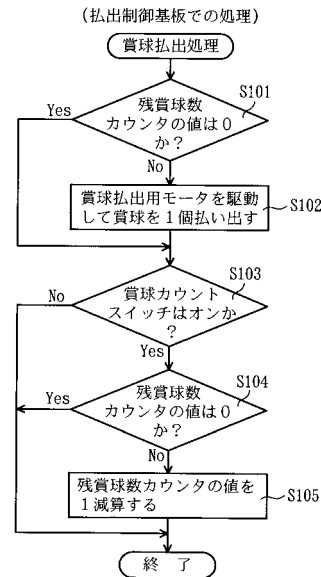 (払出制御基板での処理)
賞球払出処理
S101
残賞球数
カウンタの値は0
か?
Yes
No
賞球払出用モータを駆動
して賞球を1個払い出す
S102
S103
賞球カウント
スイッチはオンか
?
No
Yes
S104
残賞球数
カウンタの値は0
か?
Yes
No
残賞球数カウンタの値を
1減算する
S105
終 了